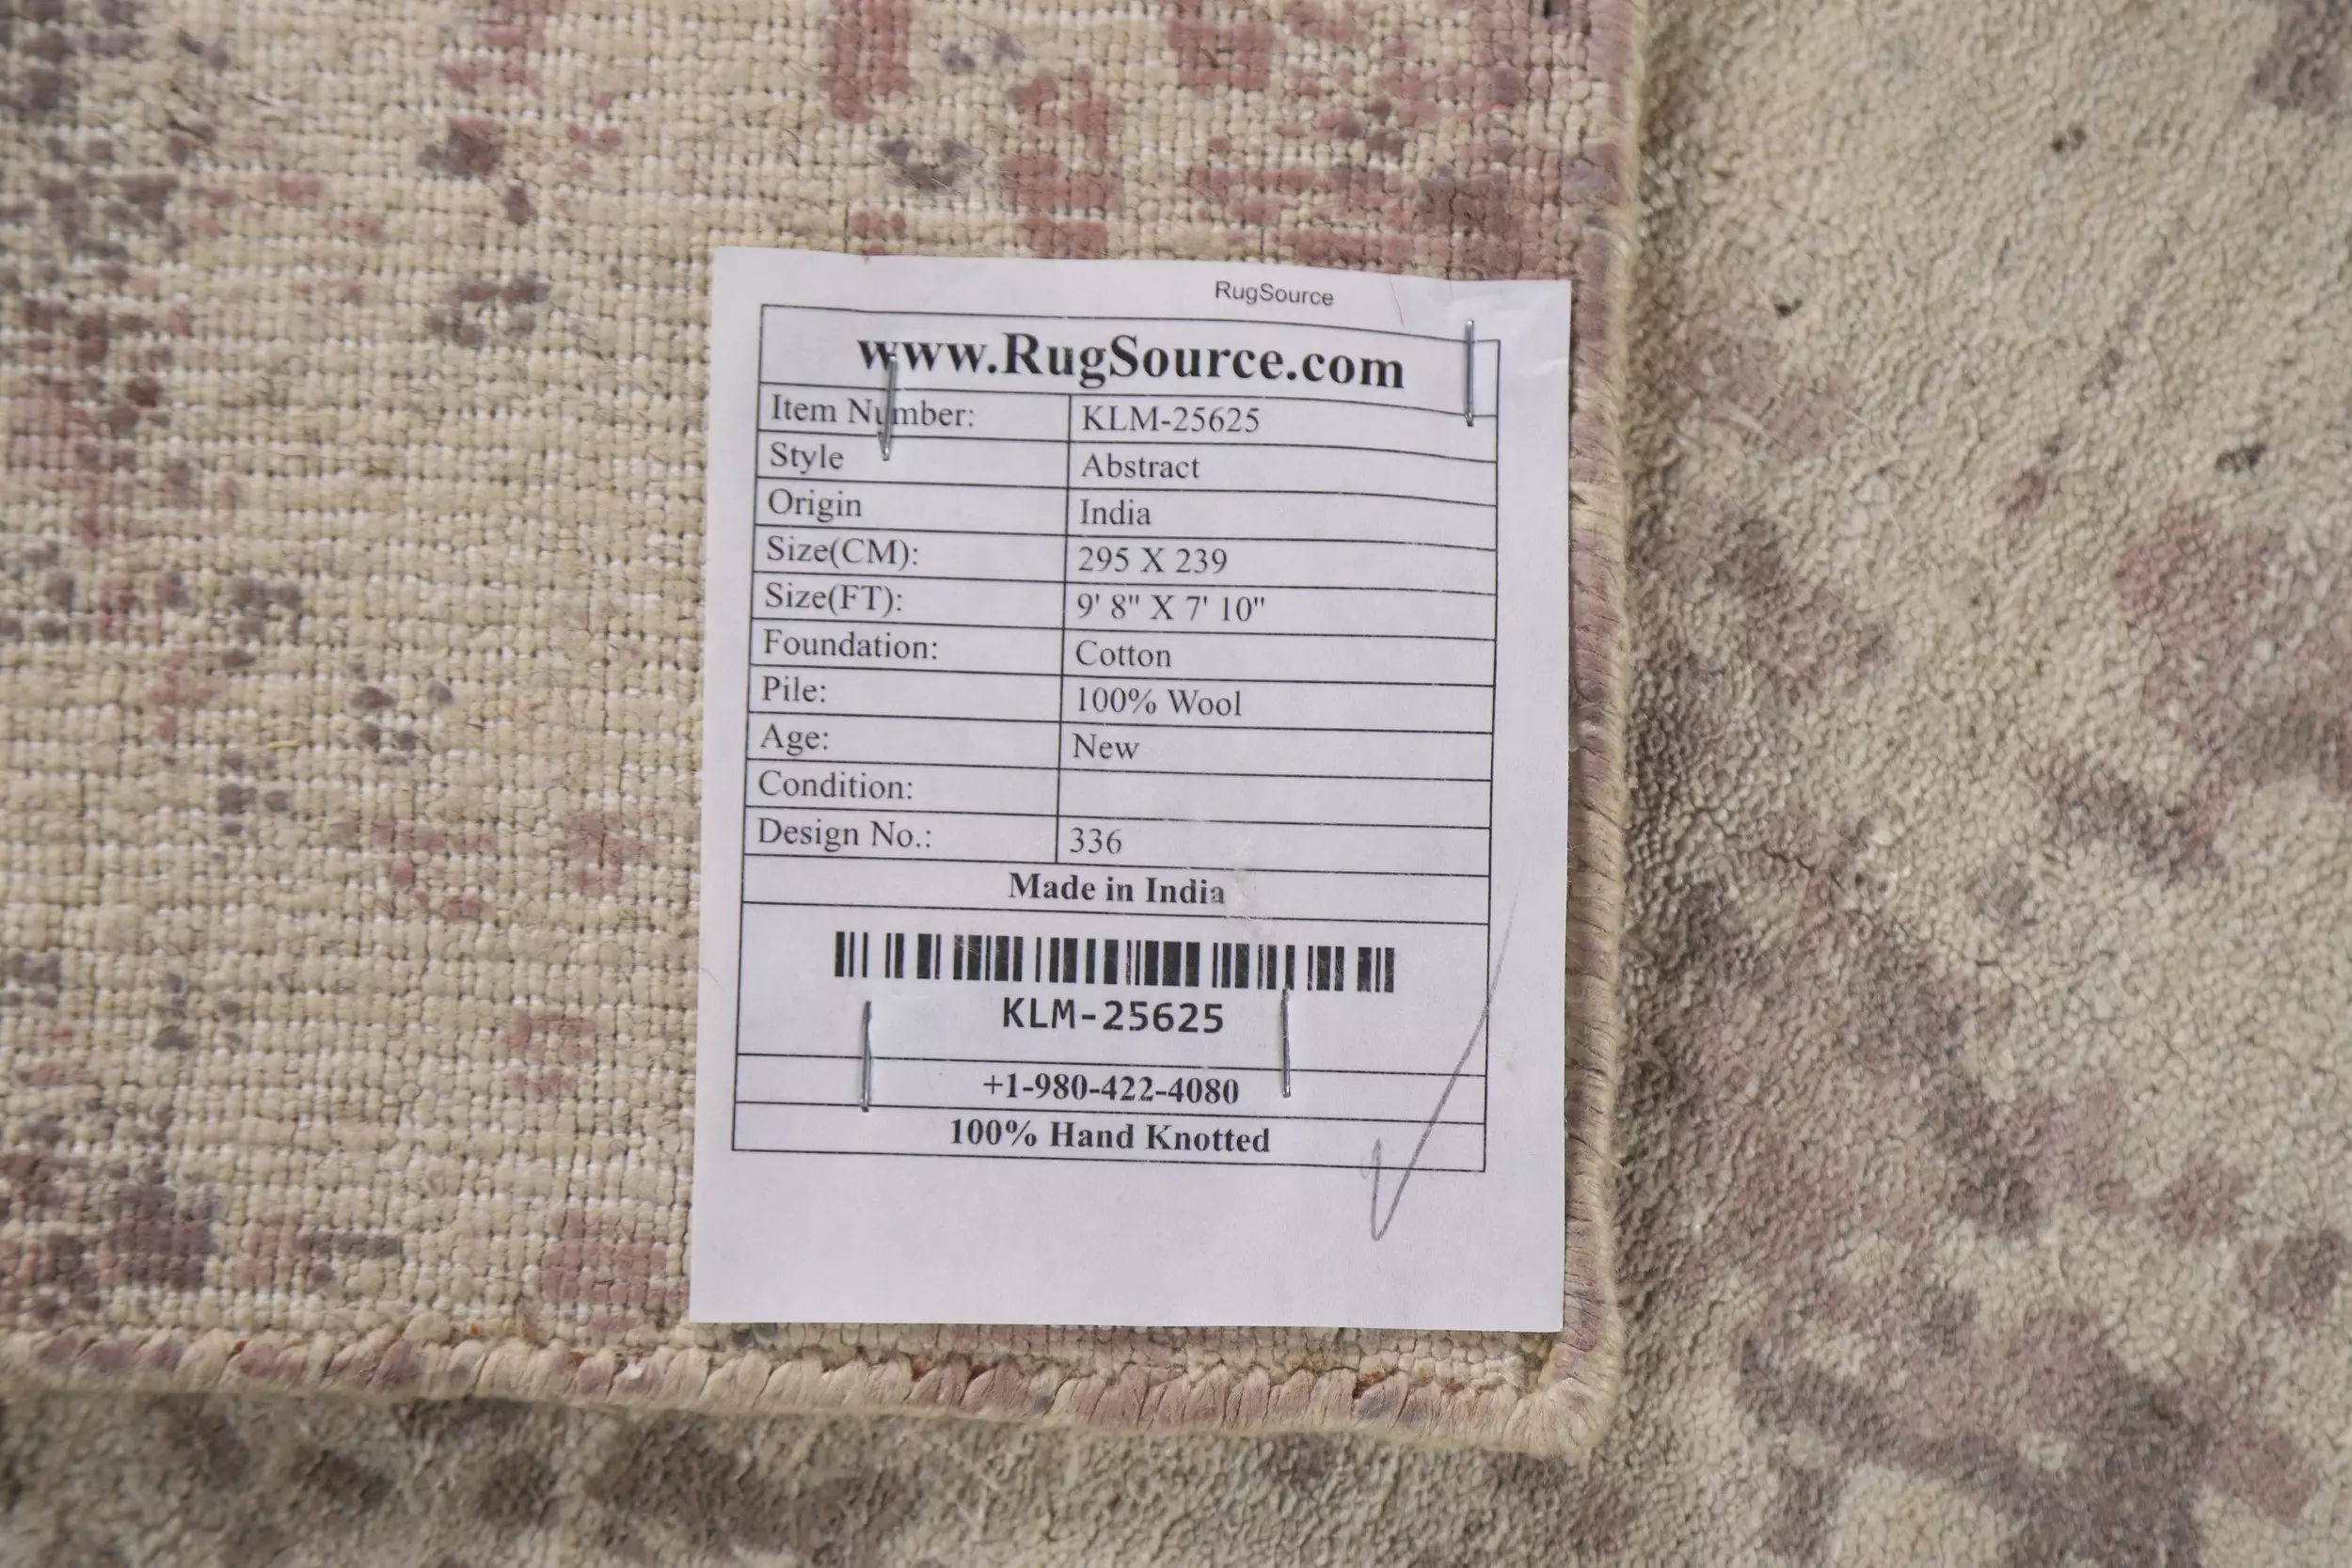 RugSource
www.RugSource.com
Item Number: KLM-25625
Style Abstract
Origin India
Size(CM): 295 X 239
Size(FT): 9' 8" X 7' 10"
Foundation: Cotton
Pile: 100% Wool
Age: New
Condition:
Design No.: 336
Made in India
KLM-25625
+1-980-422-4080
100% Hand Knotted